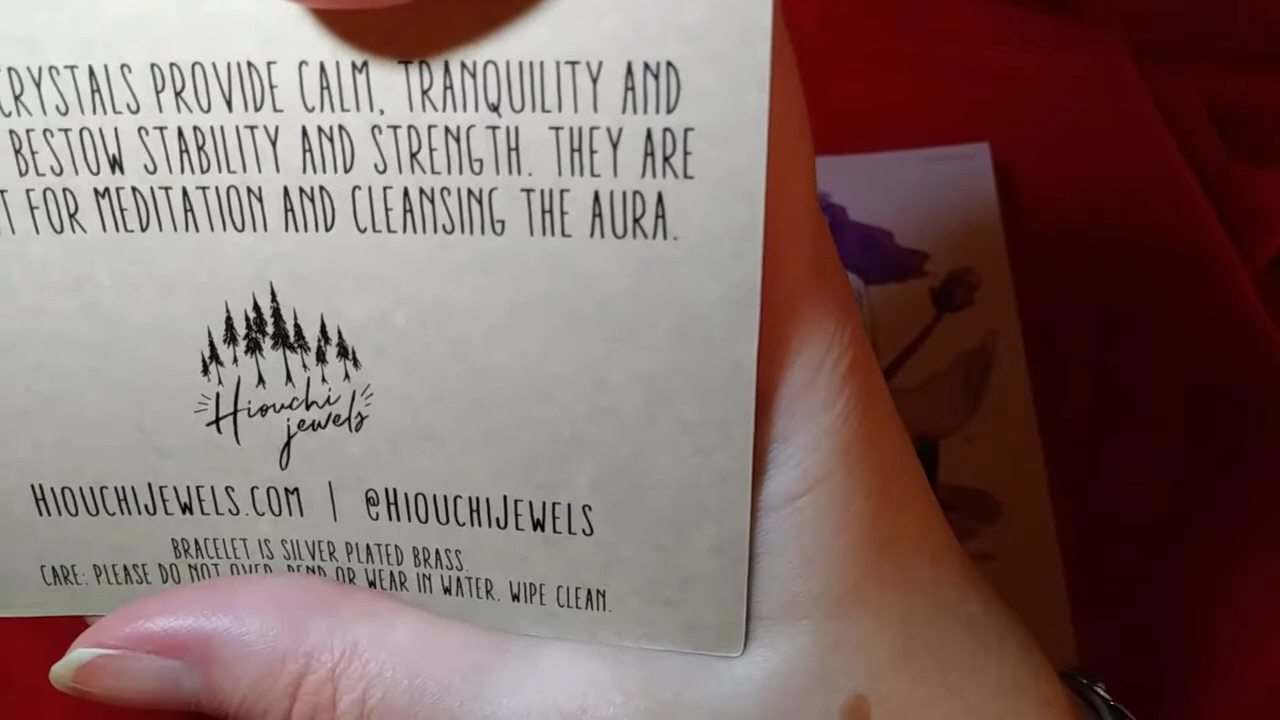 CRYSTALS PROVIDE CALM, TRANQUILITY AND
BESTOW STABILITY AND STRENGTH. THEY ARE
FOR MEDITATION AND CLEANSING THE AURA.
Hiouchi
jewels
HIOUCHIJEWELS.COM | @HIOUCHIJEWELS
BRACELET IS SILVER PLATED BRASS.
CARE: PLEASE DO NOT OVER BEND OR WEAR IN WATER. WIPE CLEAN.